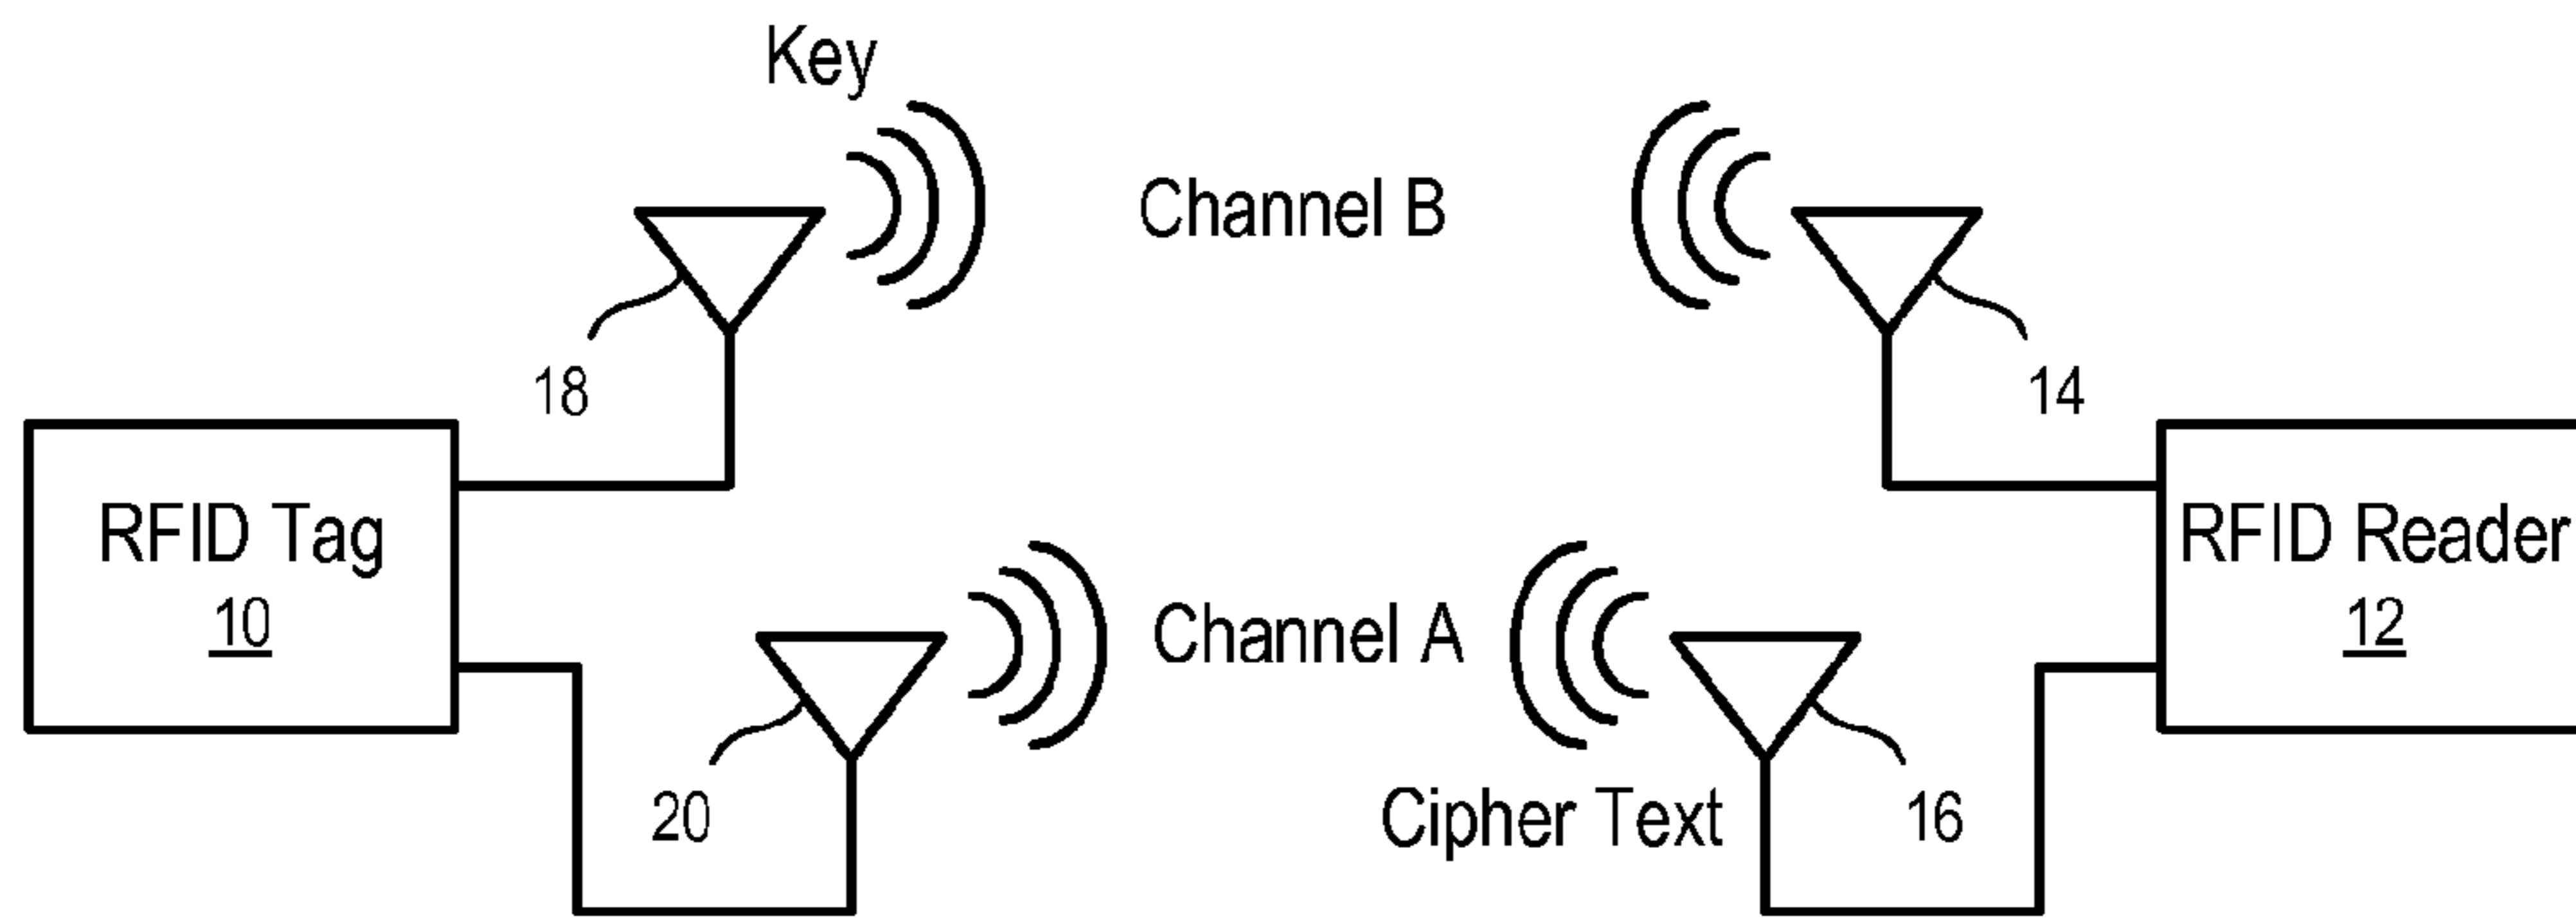 Key
Channel B
18
14
RFID Tag
10
RFID Reader
12
Channel A
20
Cipher Text
16